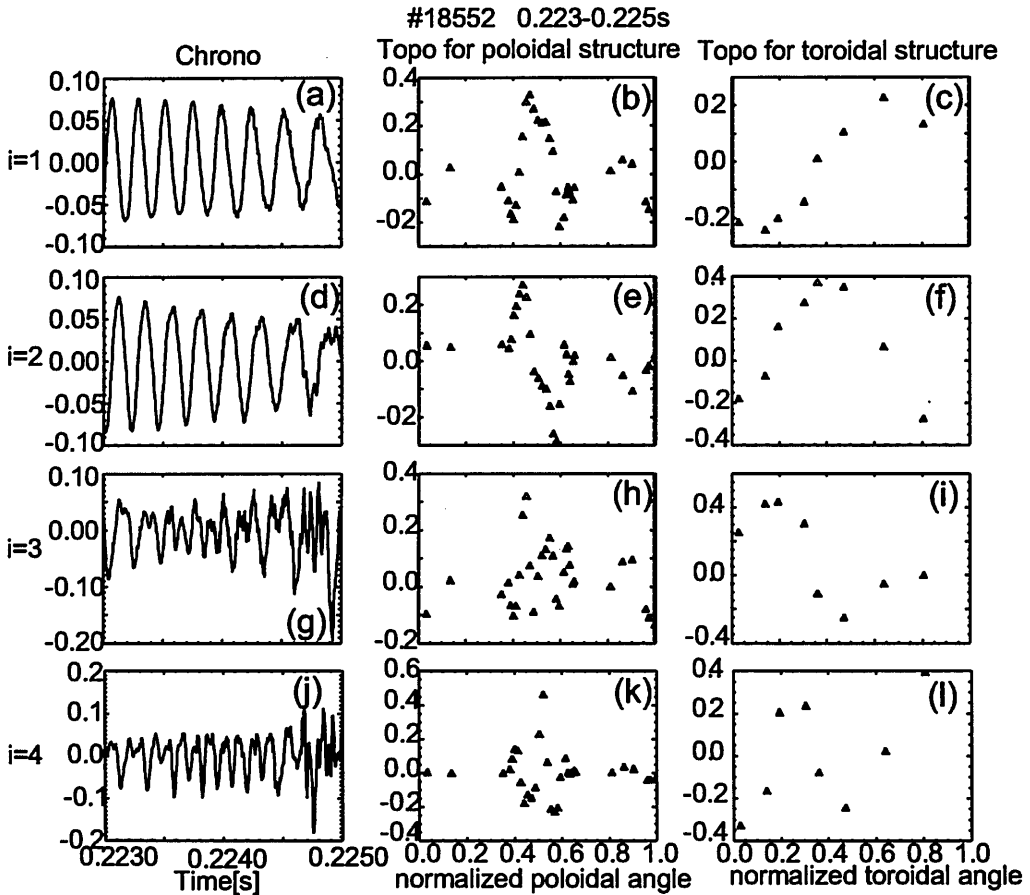 #18552 0.223-0.225s
Chrono Topo for poloidal structure Topo for toroidal structure
i=1
0.10
0.05
0.00
-0.05
-0.10
(a)
0.4
0.2
0.0
-0.2
(b)
0.2
0.0
-0.2
(c)
i=2
0.10
0.05
0.00
-0.05
-0.10
(d)
0.2
0.0
-0.2
(e)
0.4
0.2
0.0
-0.2
-0.4
(f)
i=3
0.10
0.00
-0.10
-0.20
(g)
0.4
0.2
0.0
-0.2
(h)
0.4
0.2
0.0
-0.2
-0.4
(i)
i=4
0.2
0.1
0.0
-0.1
-0.2
(j)
0.6
0.4
0.2
0.0
-0.2
-0.4
(k)
0.4
0.2
0.0
-0.2
-0.4
(l)
0.2230 0.2240 0.2250
0.0 0.2 0.4 0.6 0.8 1.0
0.0 0.2 0.4 0.6 0.8 1.0
Time[s] normalized poloidal angle normalized toroidal angle